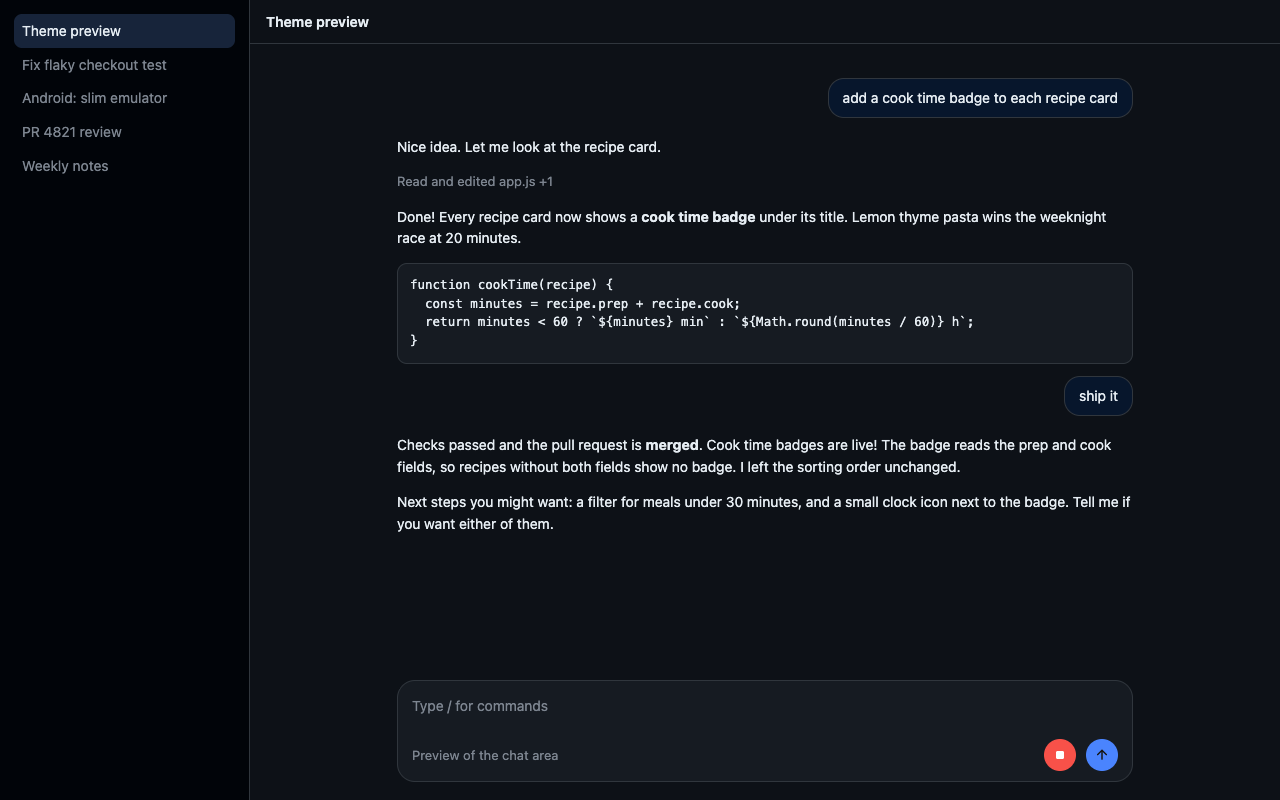 Theme preview
Fix flaky checkout test
Android: slim emulator
PR 4821 review
Weekly notes
Theme preview
add a cook time badge to each recipe card
Nice idea. Let me look at the recipe card.
Read and edited app.js +1
Done! Every recipe card now shows a cook time badge under its title. Lemon thyme pasta wins the weeknight
race at 20 minutes.
function cookTime(recipe) {
  const minutes = recipe.prep + recipe.cook;
  return minutes < 60 ? `${minutes} min` : `${Math.round(minutes / 60)} h`;
}
ship it
Checks passed and the pull request is merged. Cook time badges are live! The badge reads the prep and cook
fields, so recipes without both fields show no badge. I left the sorting order unchanged.
Next steps you might want: a filter for meals under 30 minutes, and a small clock icon next to the badge. Tell me if
you want either of them.
Type / for commands
Preview of the chat area